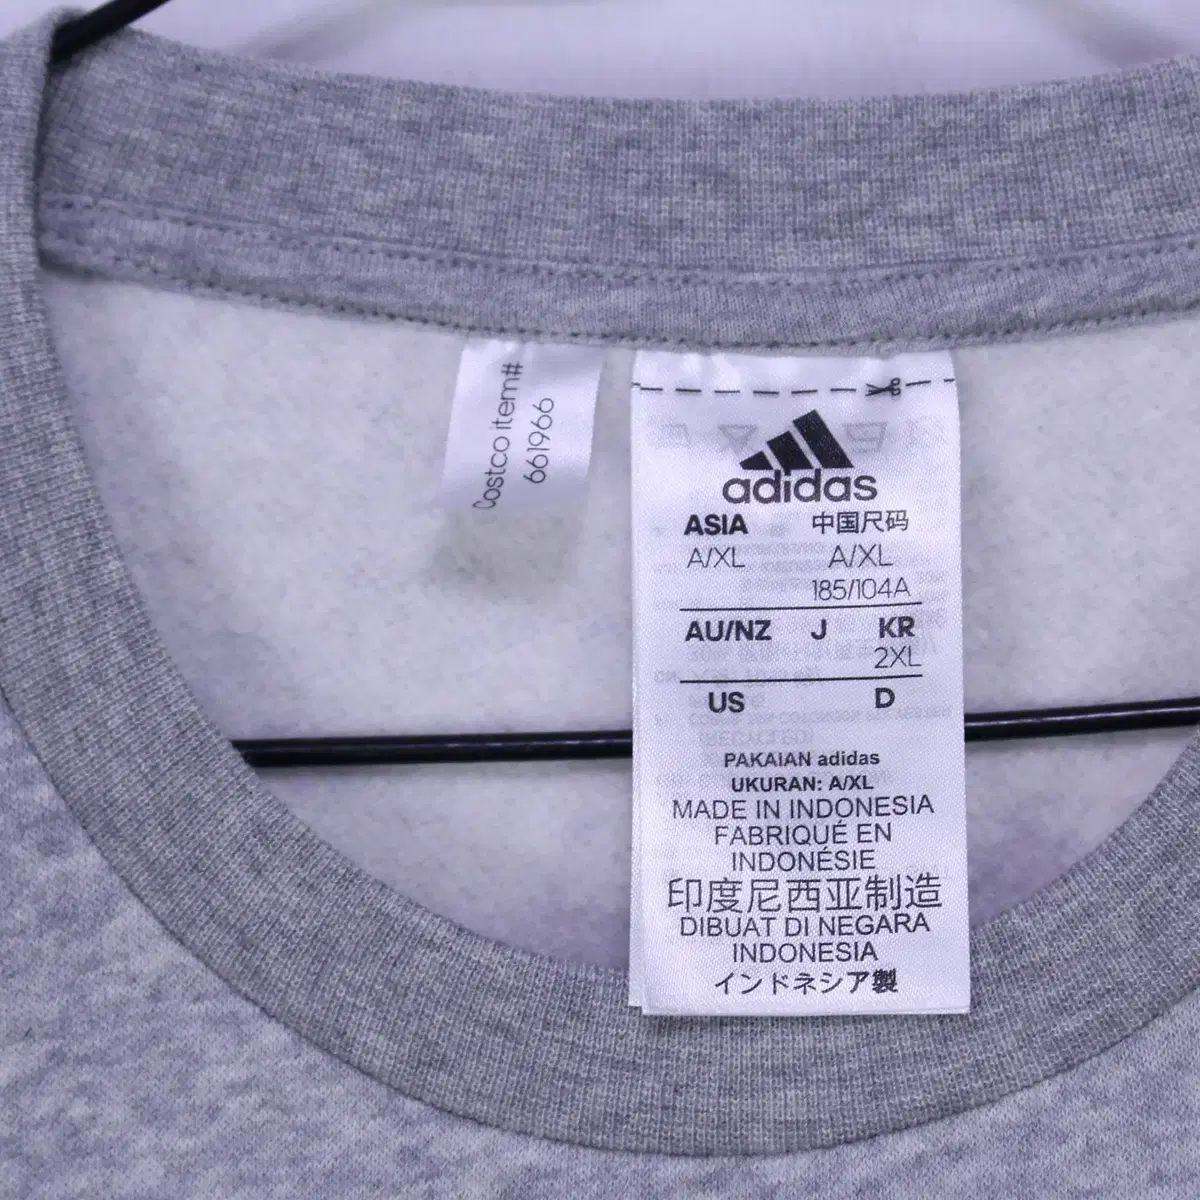 Costco item#
661966
adidas
ASIA 中国尺码
A/XL A/XL
185/104A
AU/NZ J KR
2XL
US D
PAKAIAN adidas
UKURAN: A/XL
MADE IN INDONESIA
FABRIQUÉ EN
INDONÉSIE
印度尼西亚制造
DIBUAT DI NEGARA
INDONESIA
インドネシア製